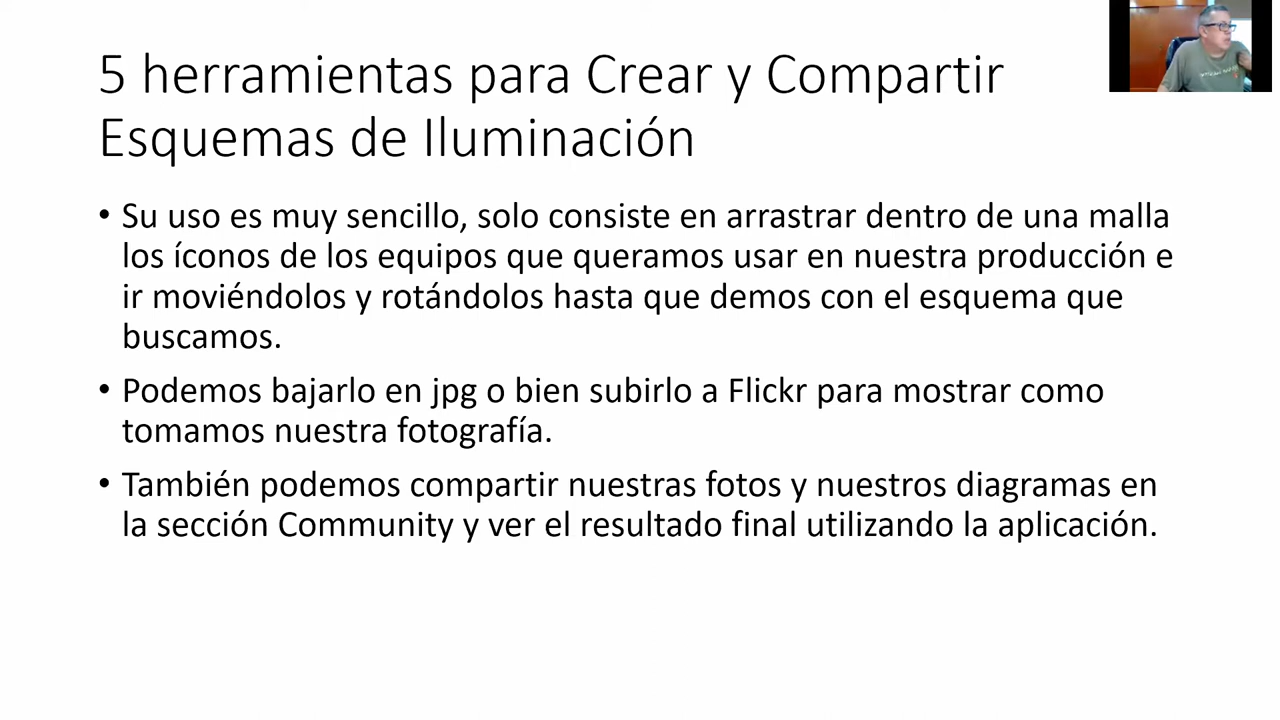 5 herramientas para Crear y Compartir
Esquemas de Iluminación
• Su uso es muy sencillo, solo consiste en arrastrar dentro de una malla
los íconos de los equipos que queramos usar en nuestra producción e
ir moviéndolos y rotándolos hasta que demos con el esquema que
buscamos.
• Podemos bajarlo en jpg o bien subirlo a Flickr para mostrar como
tomamos nuestra fotografía.
• También podemos compartir nuestras fotos y nuestros diagramas en
la sección Community y ver el resultado final utilizando la aplicación.